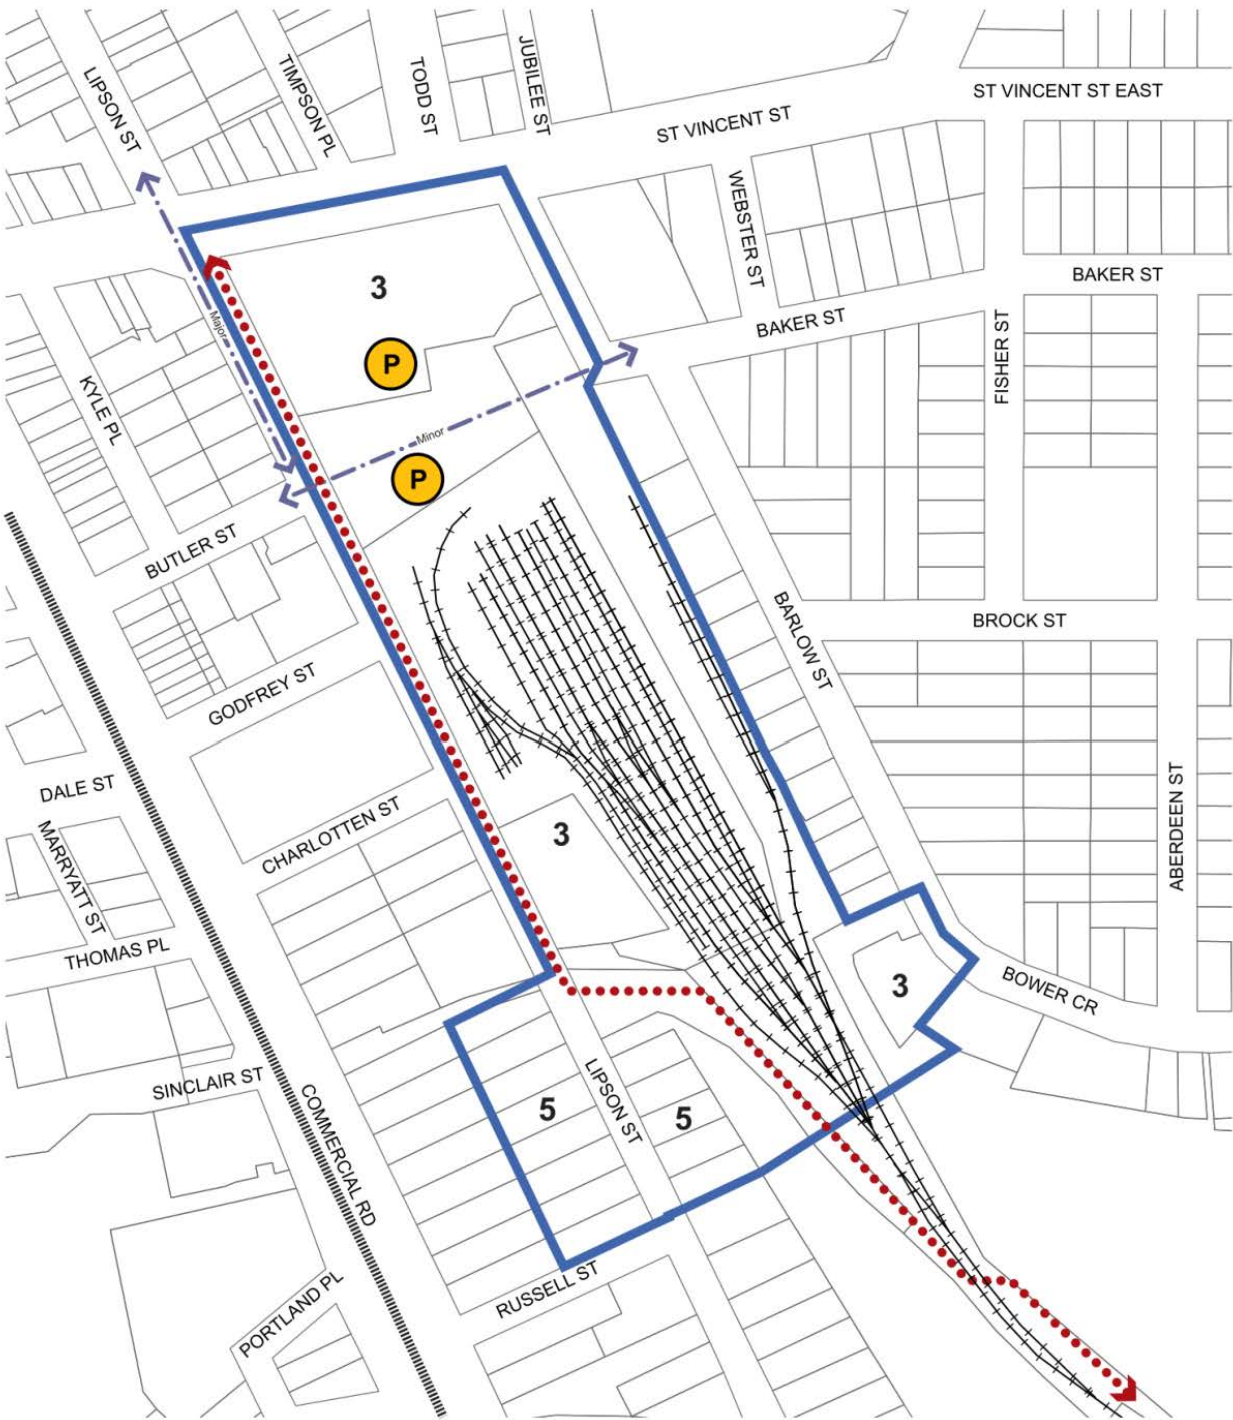 ST VINCENT ST EAST
LIPSON ST
TIMPSON PL
TODD ST
JUBILEE ST
ST VINCENT ST
WEBSTER ST
BAKER ST
3
Major
BAKER ST
FISHER ST
P
KYLE PL
Minor
P
BUTLER ST
BROCK ST
BARLOW ST
GODFREY ST
DALE ST
ABERDEEN ST
CHARLOTTEN ST
3
MARRYATT ST
THOMAS PL
3
BOWER CR
SINCLAIR ST
LIPSON ST
5
5
COMMERCIAL RD
RUSSELL ST
PORTLAND PL